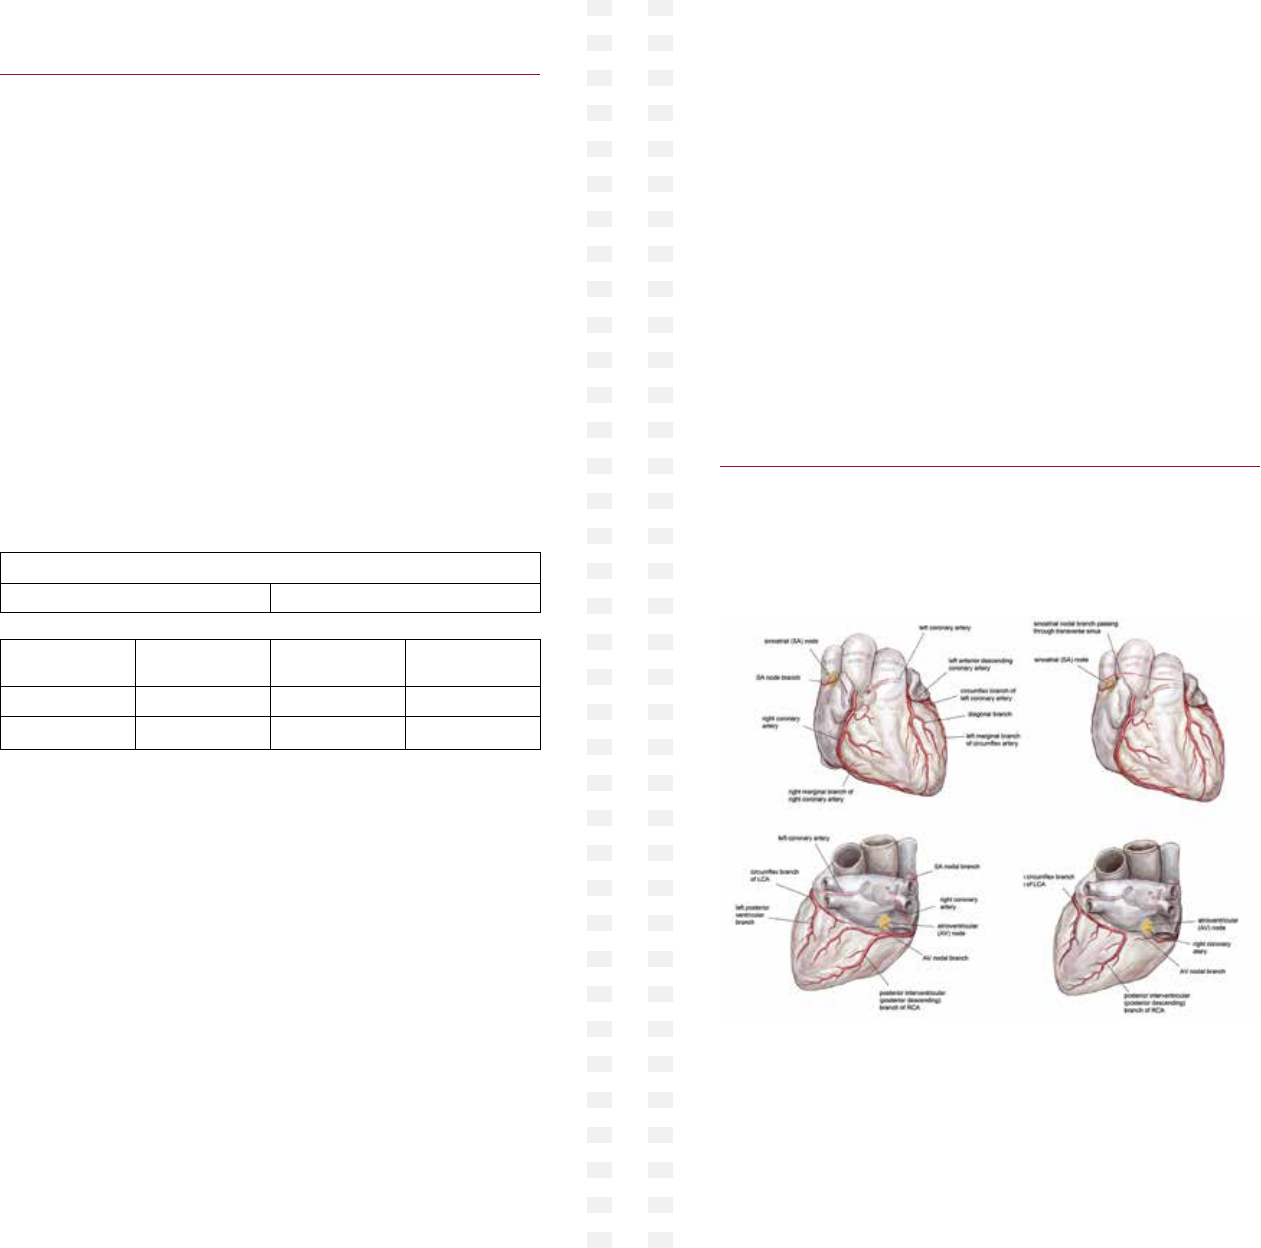 left coronary artery
sinoatrial (SA) node
SA node branch
left anterior descending
coronary artery
circumflex branch of
left coronary artery
diagonal branch
right coronary
artery
left marginal branch
of circumflex artery
right marginal branch of
right coronary artery
sinoatrial nodal branch passing
through transverse sinus
sinoatrial (SA) node
left coronary artery
SA nodal branch
circumflex branch
of LCA
right coronary
artery
left posterior
ventricular
branch
atrioventricular
(AV) node
AV nodal branch
posterior interventricular
(posterior descending)
branch of RCA
circumflex branch
of LCA
atrioventricular
(AV) node
right coronary
atery
AV nodal branch
posterior interventricular
(posterior descending)
branch of RCA